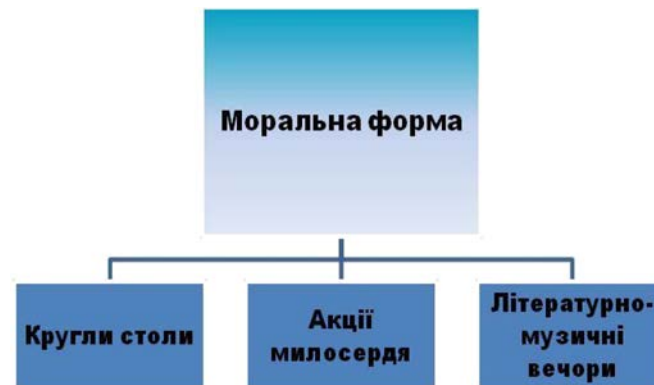 Моральна форма
Кругли столи
Акції
милосердя
Літературно-
музичні
вечори